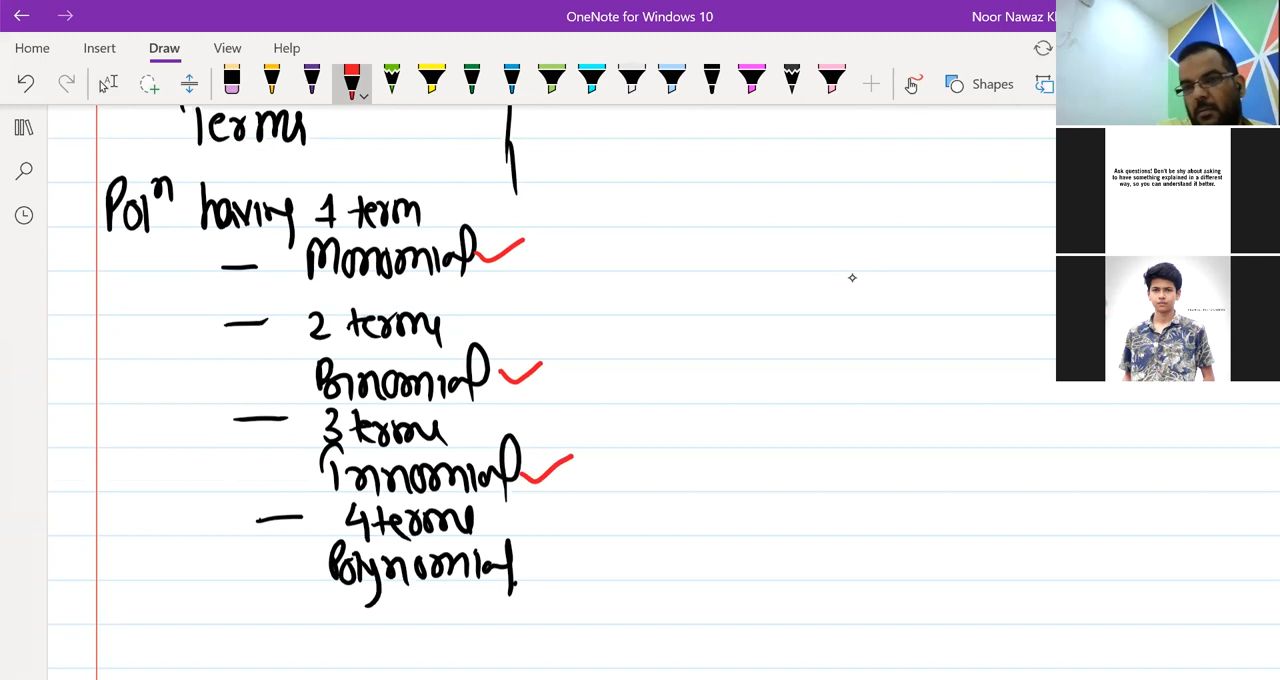 OneNote for Windows 10
Noor Nawaz Kh
Home Insert Draw View Help
Shapes
Terms
Polⁿ having 1 term
— Monomial ✓
— 2 terms
Binomial ✓
— 3 terms
Trinomial ✓
— 4 terms
Polynomial
Ask questions! Don't be shy about asking
to have something explained in a different
way, so you can understand it better.